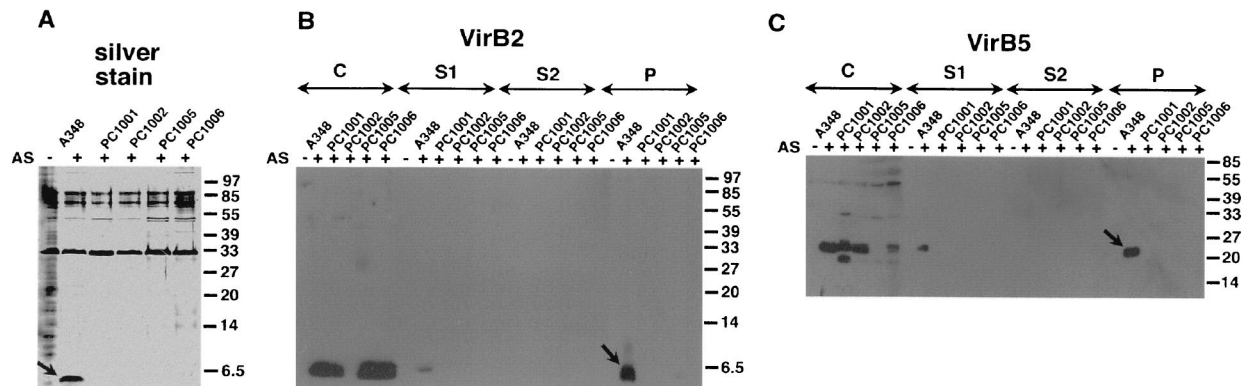 A
silver
stain
A348
PC1001
PC1002
PC1005
PC1006
AS - + + + + +
97
85
55
39
33
27
20
14
6.5
B
VirB2
C S1 S2 P
A348 PC1001 PC1002 PC1005 PC1006 A348 PC1001 PC1002 PC1005 PC1006 A348 PC1001 PC1002 PC1005 PC1006 A348 PC1001 PC1002 PC1005 PC1006
AS - + + + + + - + + + + + - + + + + + - + + + + +
97
85
55
39
33
27
20
14
6.5
C
VirB5
C S1 S2 P
A348 PC1001 PC1002 PC1005 PC1006 A348 PC1001 PC1002 PC1005 PC1006 A348 PC1001 PC1002 PC1005 PC1006 A348 PC1001 PC1002 PC1005 PC1006
AS - + + + + + - + + + + + - + + + + + - + + + + +
85
55
39
33
27
20
14